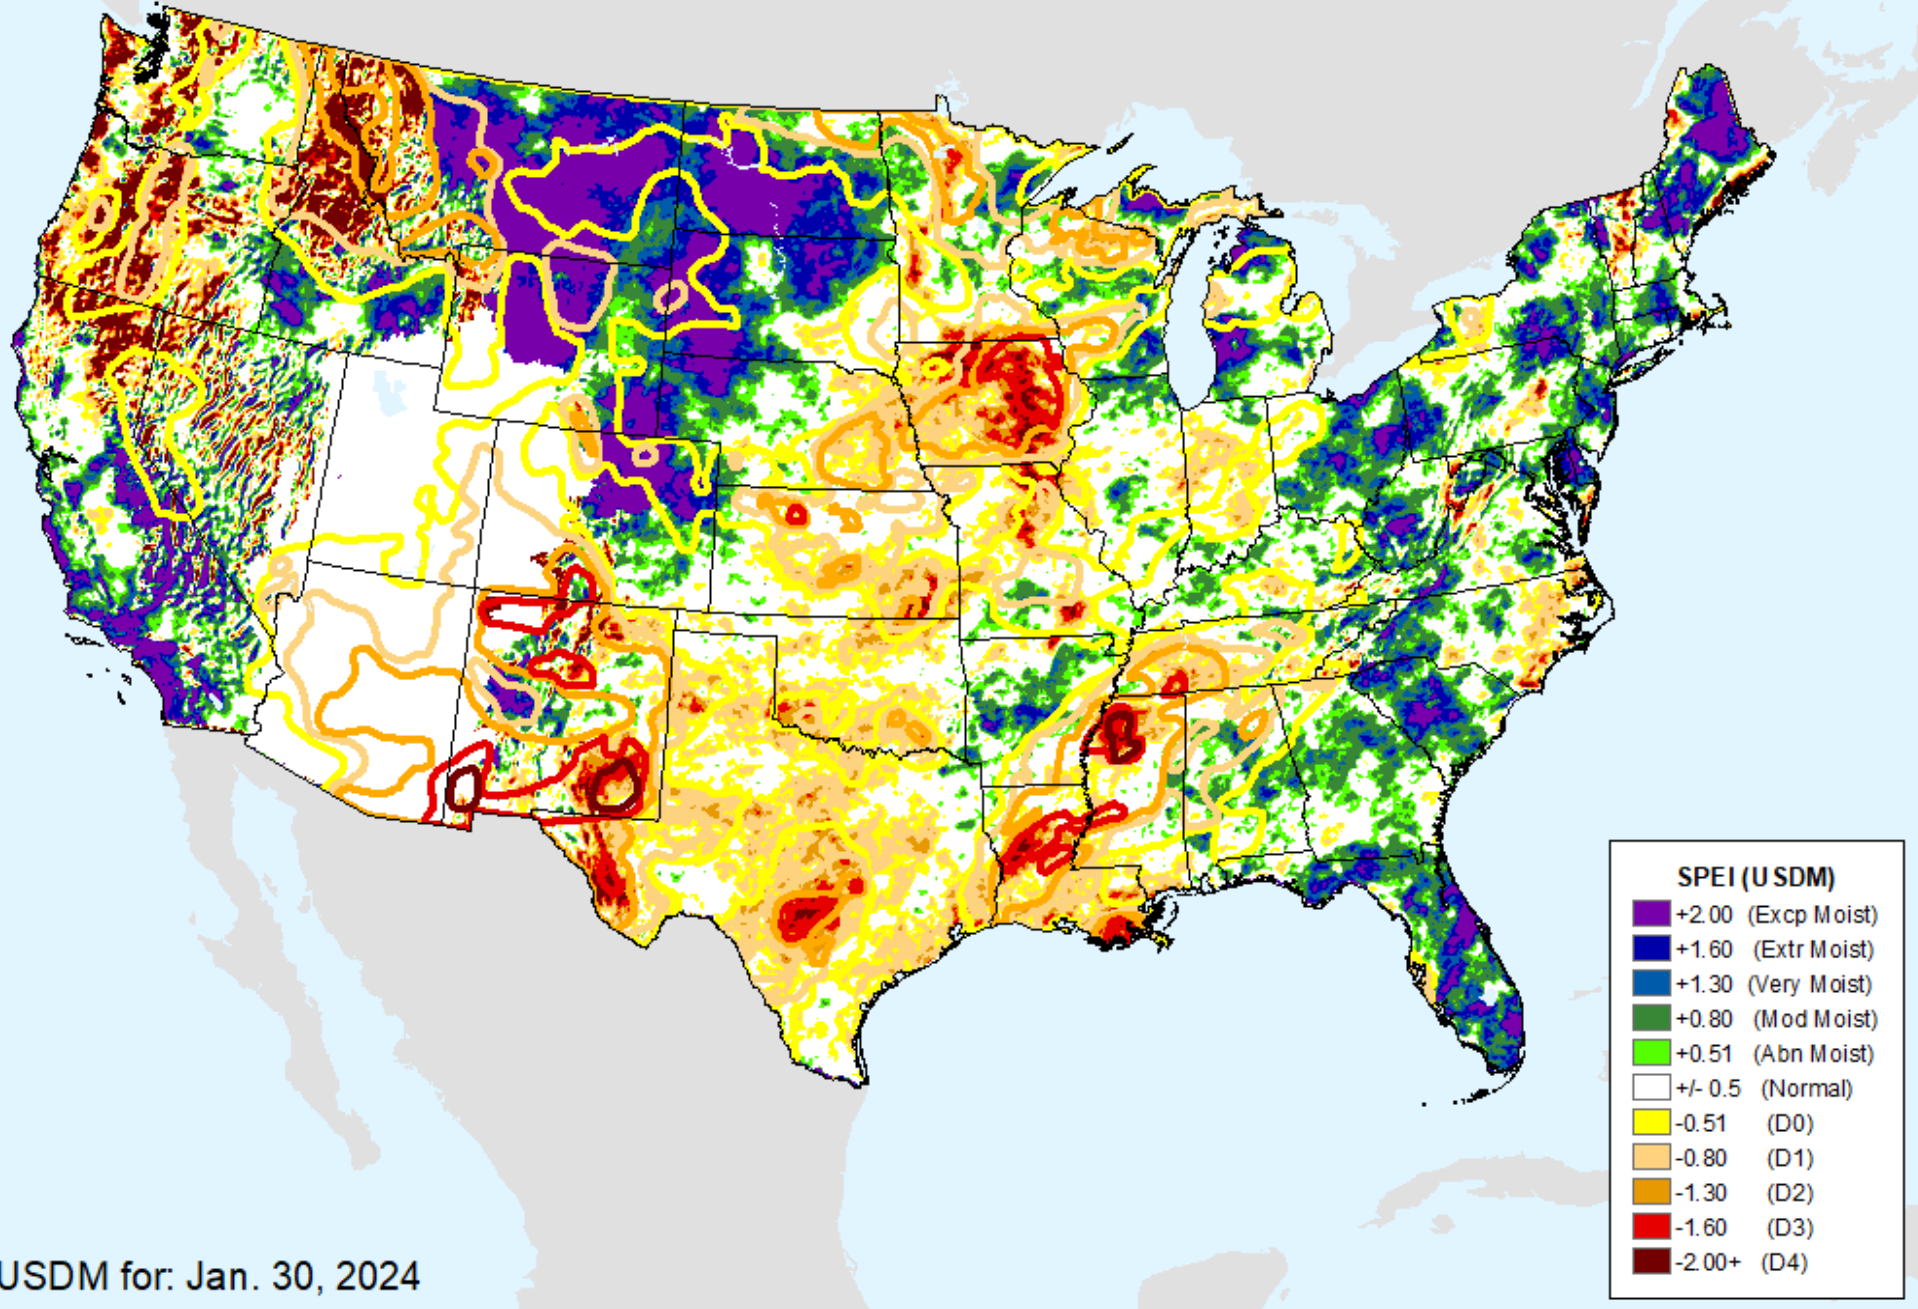 SPEI (USDM)
+2.00 (Excp Moist)
+1.60 (Extr Moist)
+1.30 (Very Moist)
+0.80 (Mod Moist)
+0.51 (Abn Moist)
+/- 0.5 (Normal)
-0.51 (D0)
-0.80 (D1)
-1.30 (D2)
-1.60 (D3)
-2.00+ (D4)
USDM for: Jan. 30, 2024